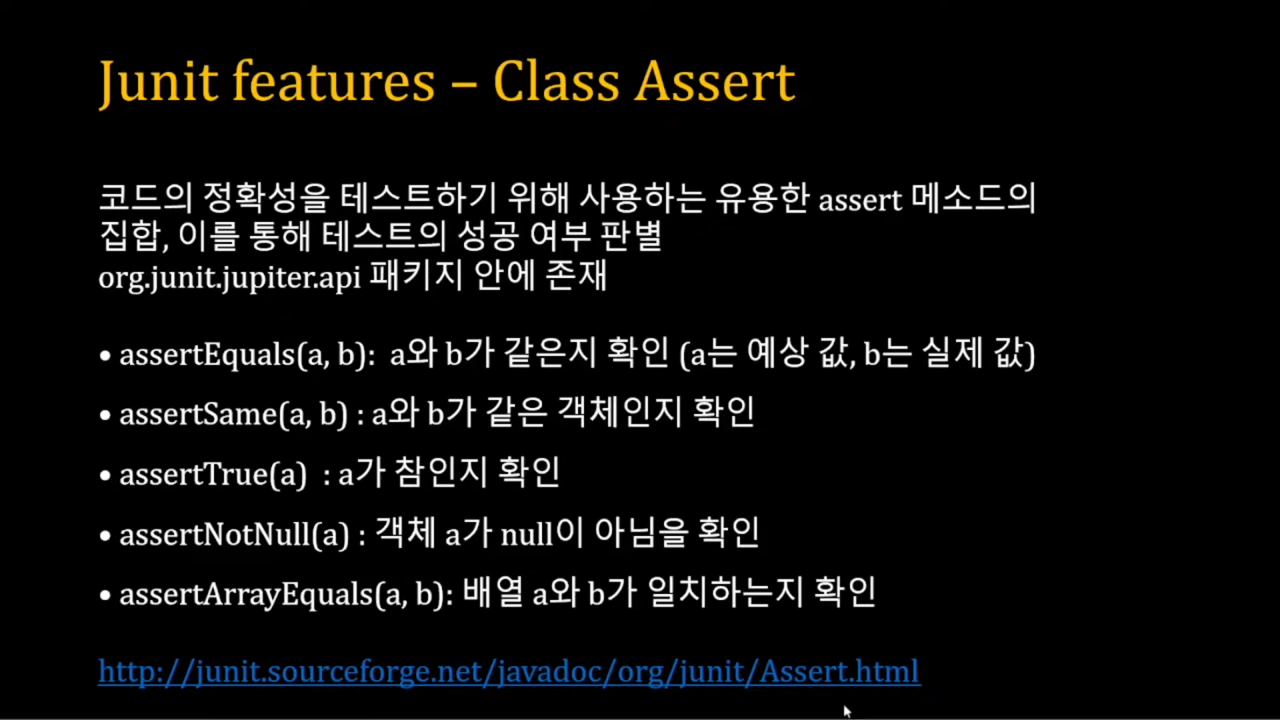 Junit features – Class Assert
코드의 정확성을 테스트하기 위해 사용하는 유용한 assert 메소드의
집합, 이를 통해 테스트의 성공 여부 판별
org.junit.jupiter.api 패키지 안에 존재
• assertEquals(a, b): a와 b가 같은지 확인 (a는 예상 값, b는 실제 값)
• assertSame(a, b) : a와 b가 같은 객체인지 확인
• assertTrue(a) : a가 참인지 확인
• assertNotNull(a) : 객체 a가 null이 아님을 확인
• assertArrayEquals(a, b): 배열 a와 b가 일치하는지 확인
http://junit.sourceforge.net/javadoc/org/junit/Assert.html